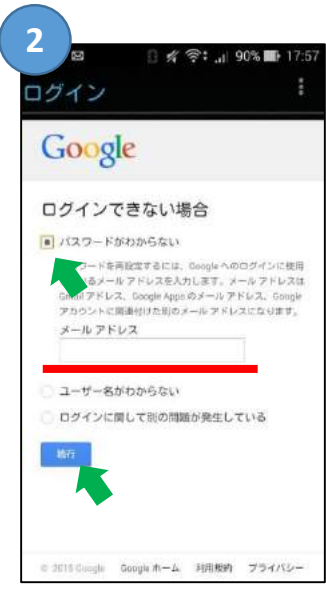 2
90% 17:57
ログイン
Google
ログインできない場合
パスワードがわからない
ワードを再設定するには、Google へのログインに使用
いるメール アドレスを入力します。メール アドレスは
Gmail アドレス、Google Apps のメール アドレス、Google
アカウントに関連付けた別のメール アドレスになります。
メール アドレス
ユーザー名がわからない
ログインに関して別の問題が発生している
続行
© 2015 Google Google ホーム 利用規約 プライバシー